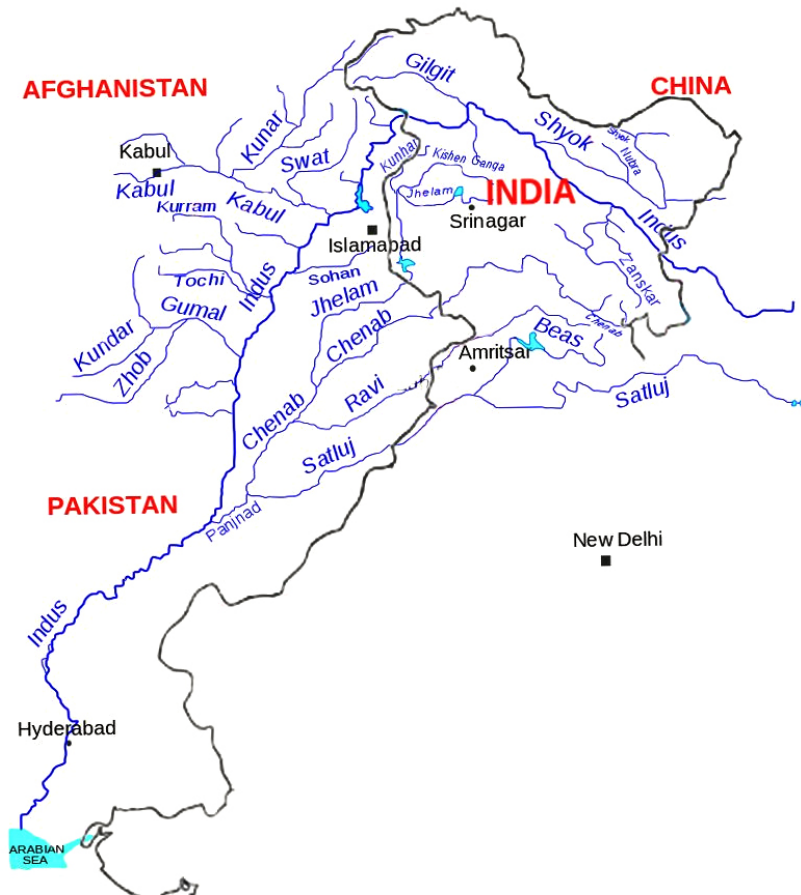 AFGHANISTAN
Gilgit
CHINA
Kunar
Shyok
Shyok
Nubra
Kabul
Swat
Kunhar
Kishen Ganga
Kabul
Kabul
Jhelam
INDIA
Kurram
Srinagar
Indus
Islamabad
Zanskar
Tochi
Indus
Sohan
Gumal
Jhelam
Chenab
Chenab
Beas
Kundar
Zhob
Amritsar
Ravi
Satluj
Chenab
Satluj
PAKISTAN
Panjnad
New Delhi
Indus
Hyderabad
ARABIAN
SEA